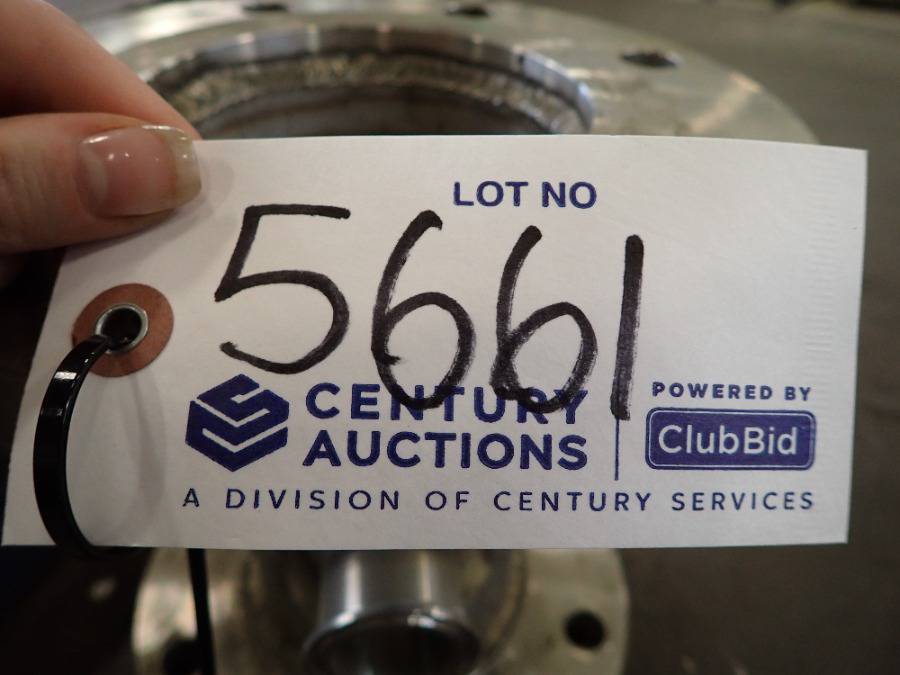 LOT NO
5661
CENTURY
AUCTIONS
POWERED BY
ClubBid
A DIVISION OF CENTURY SERVICES